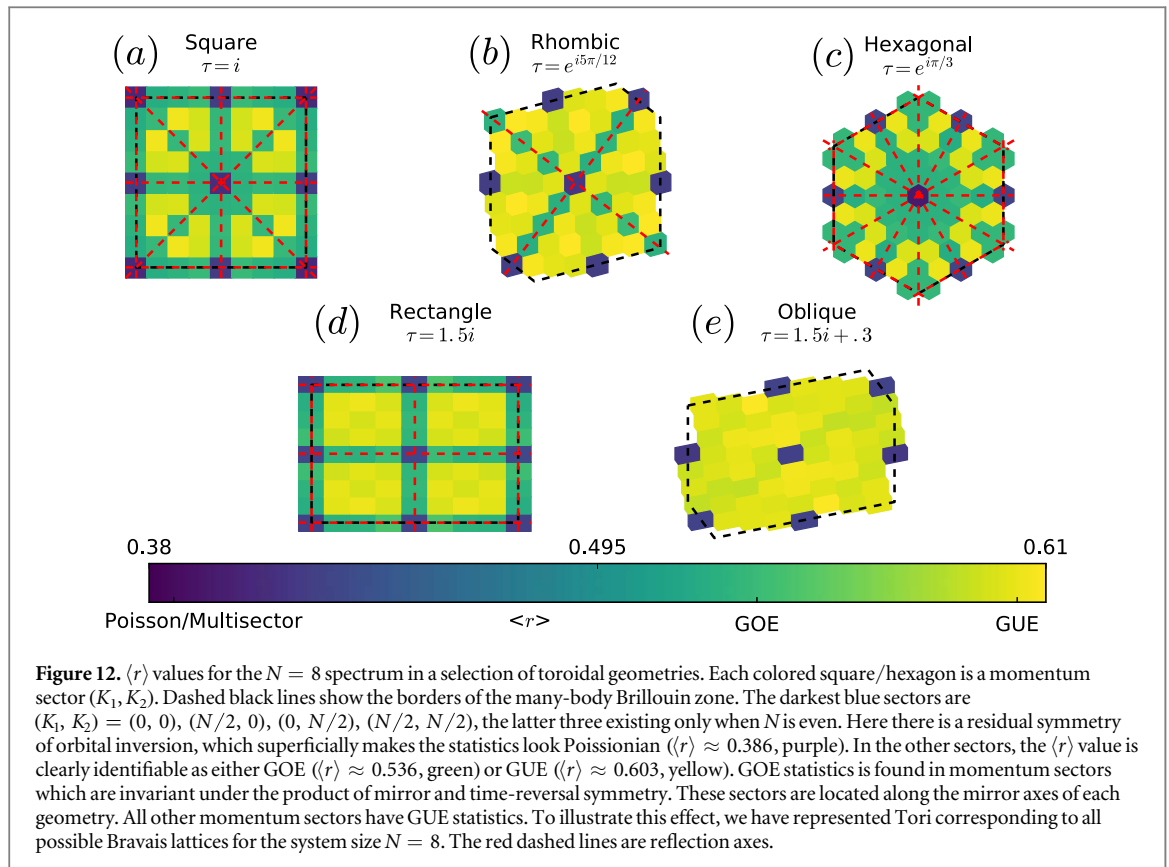 (a) Square
τ=i
(b) Rhombic
τ=e^{i5π/12}
(c) Hexagonal
τ=e^{iπ/3}
(d) Rectangle
τ=1.5i
(e) Oblique
τ=1.5i+.3
0.38 0.495 0.61
Poisson/Multisector <r> GOE GUE
Figure 12. ⟨r⟩ values for the N = 8 spectrum in a selection of toroidal geometries. Each colored square/hexagon is a momentum
sector (K₁, K₂). Dashed black lines show the borders of the many-body Brillouin zone. The darkest blue sectors are
(K₁, K₂) = (0, 0), (N/2, 0), (0, N/2), (N/2, N/2), the latter three existing only when N is even. Here there is a residual symmetry
of orbital inversion, which superficially makes the statistics look Poissionian (⟨r⟩ ≈ 0.386, purple). In the other sectors, the ⟨r⟩ value is
clearly identifiable as either GOE (⟨r⟩ ≈ 0.536, green) or GUE (⟨r⟩ ≈ 0.603, yellow). GOE statistics is found in momentum sectors
which are invariant under the product of mirror and time-reversal symmetry. These sectors are located along the mirror axes of each
geometry. All other momentum sectors have GUE statistics. To illustrate this effect, we have represented Tori corresponding to all
possible Bravais lattices for the system size N = 8. The red dashed lines are reflection axes.